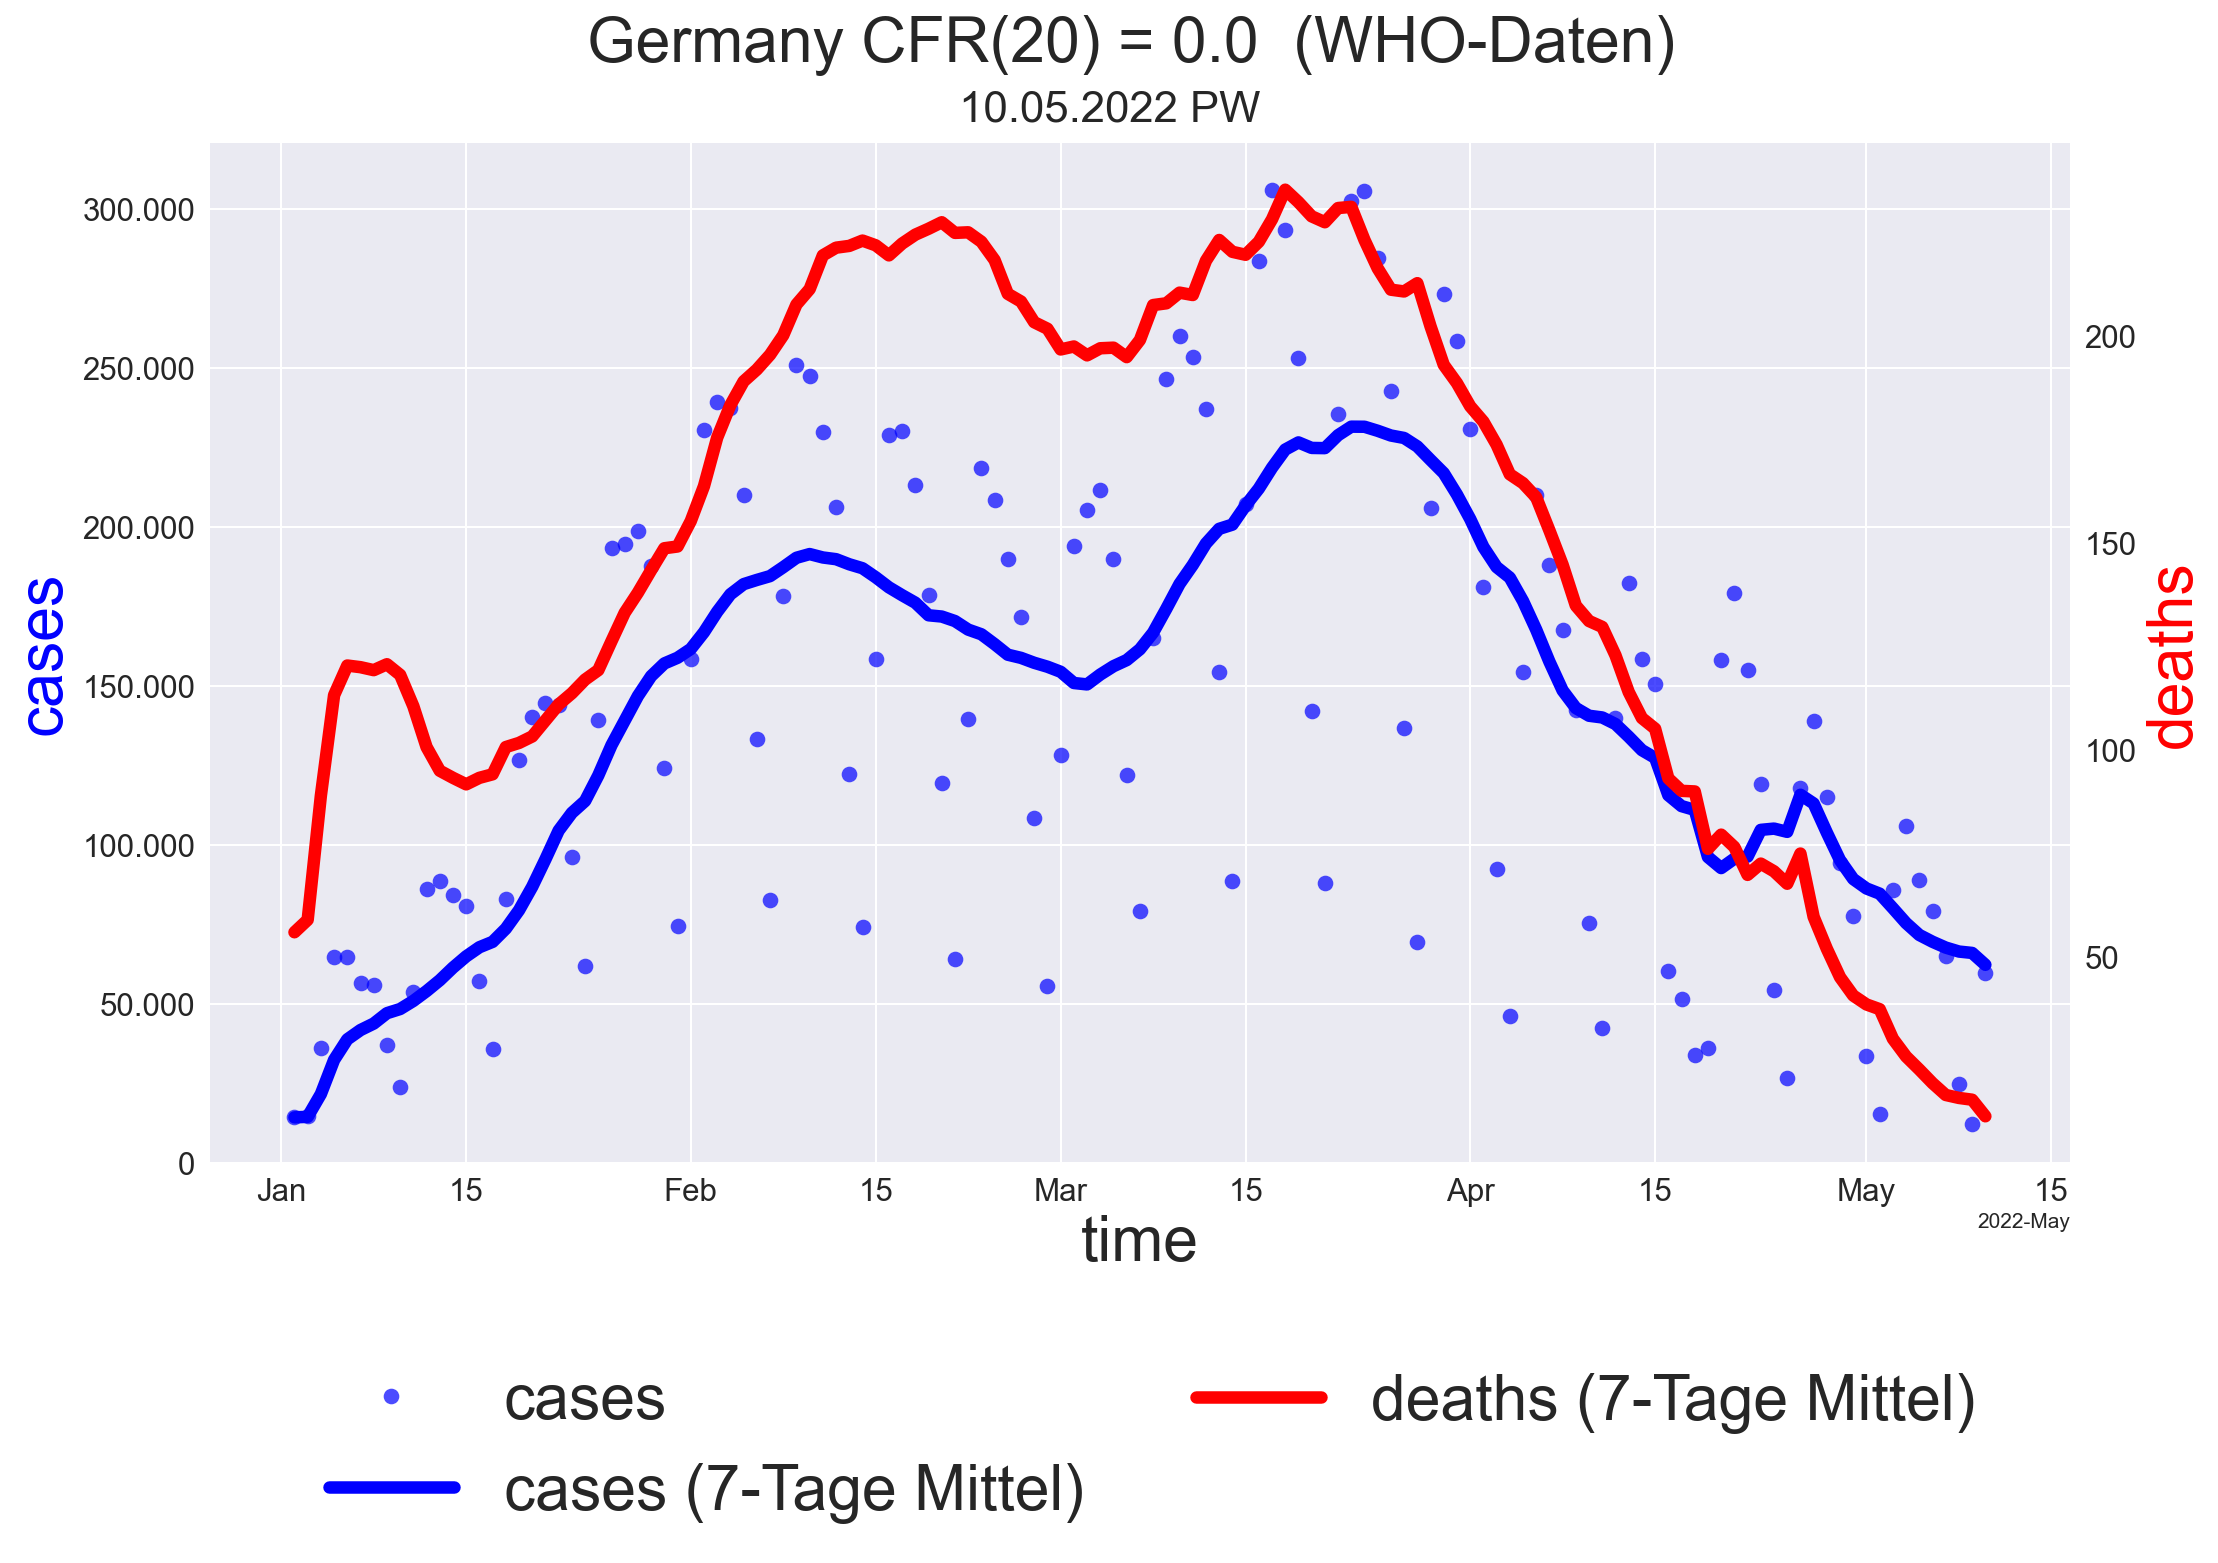 Germany CFR(20) = 0.0  (WHO-Daten)
10.05.2022 PW
cases
300.000
250.000
200.000
150.000
100.000
50.000
0
200
150
100
50
deaths
Jan 15 Feb 15 Mar 15 Apr 15 May 15
2022-May
time
cases
cases (7-Tage Mittel)
deaths (7-Tage Mittel)